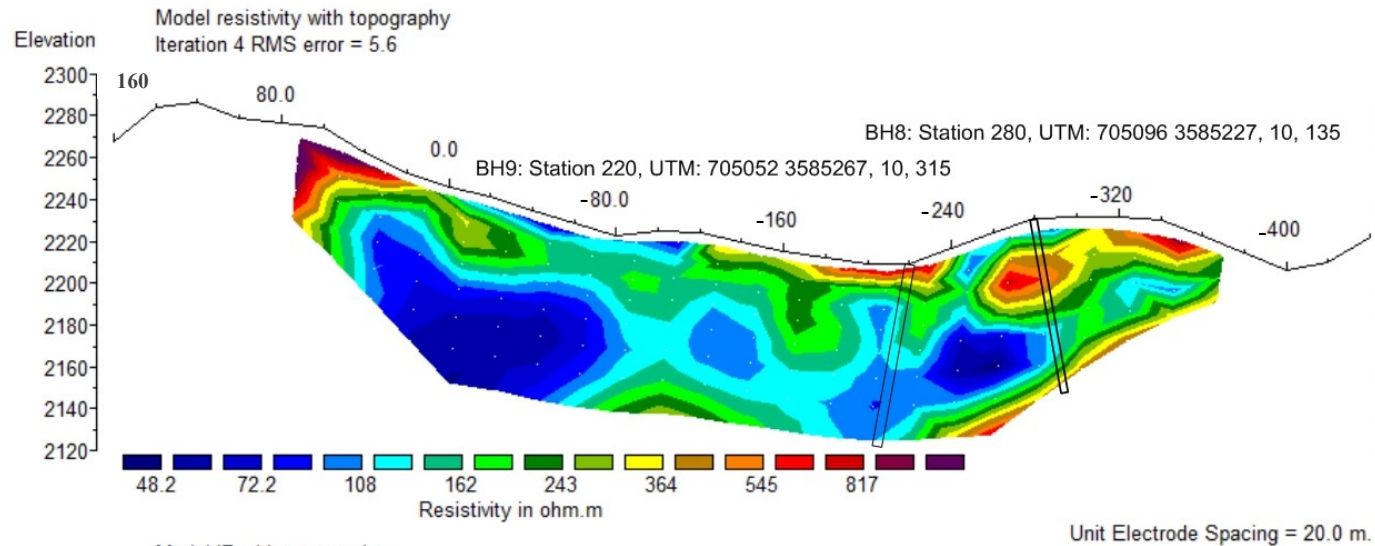 Model resistivity with topography
Elevation
Iteration 4 RMS error = 5.6
2300
160
80.0
2280
BH8: Station 280, UTM: 705096 3585227, 10, 135
2260
0.0
BH9: Station 220, UTM: 705052 3585267, 10, 315
2240
-80.0
-160
-240
-320
-400
2220
2200
2180
2160
2140
2120
48.2 72.2 108 162 243 364 545 817
Resistivity in ohm.m
Unit Electrode Spacing = 20.0 m.